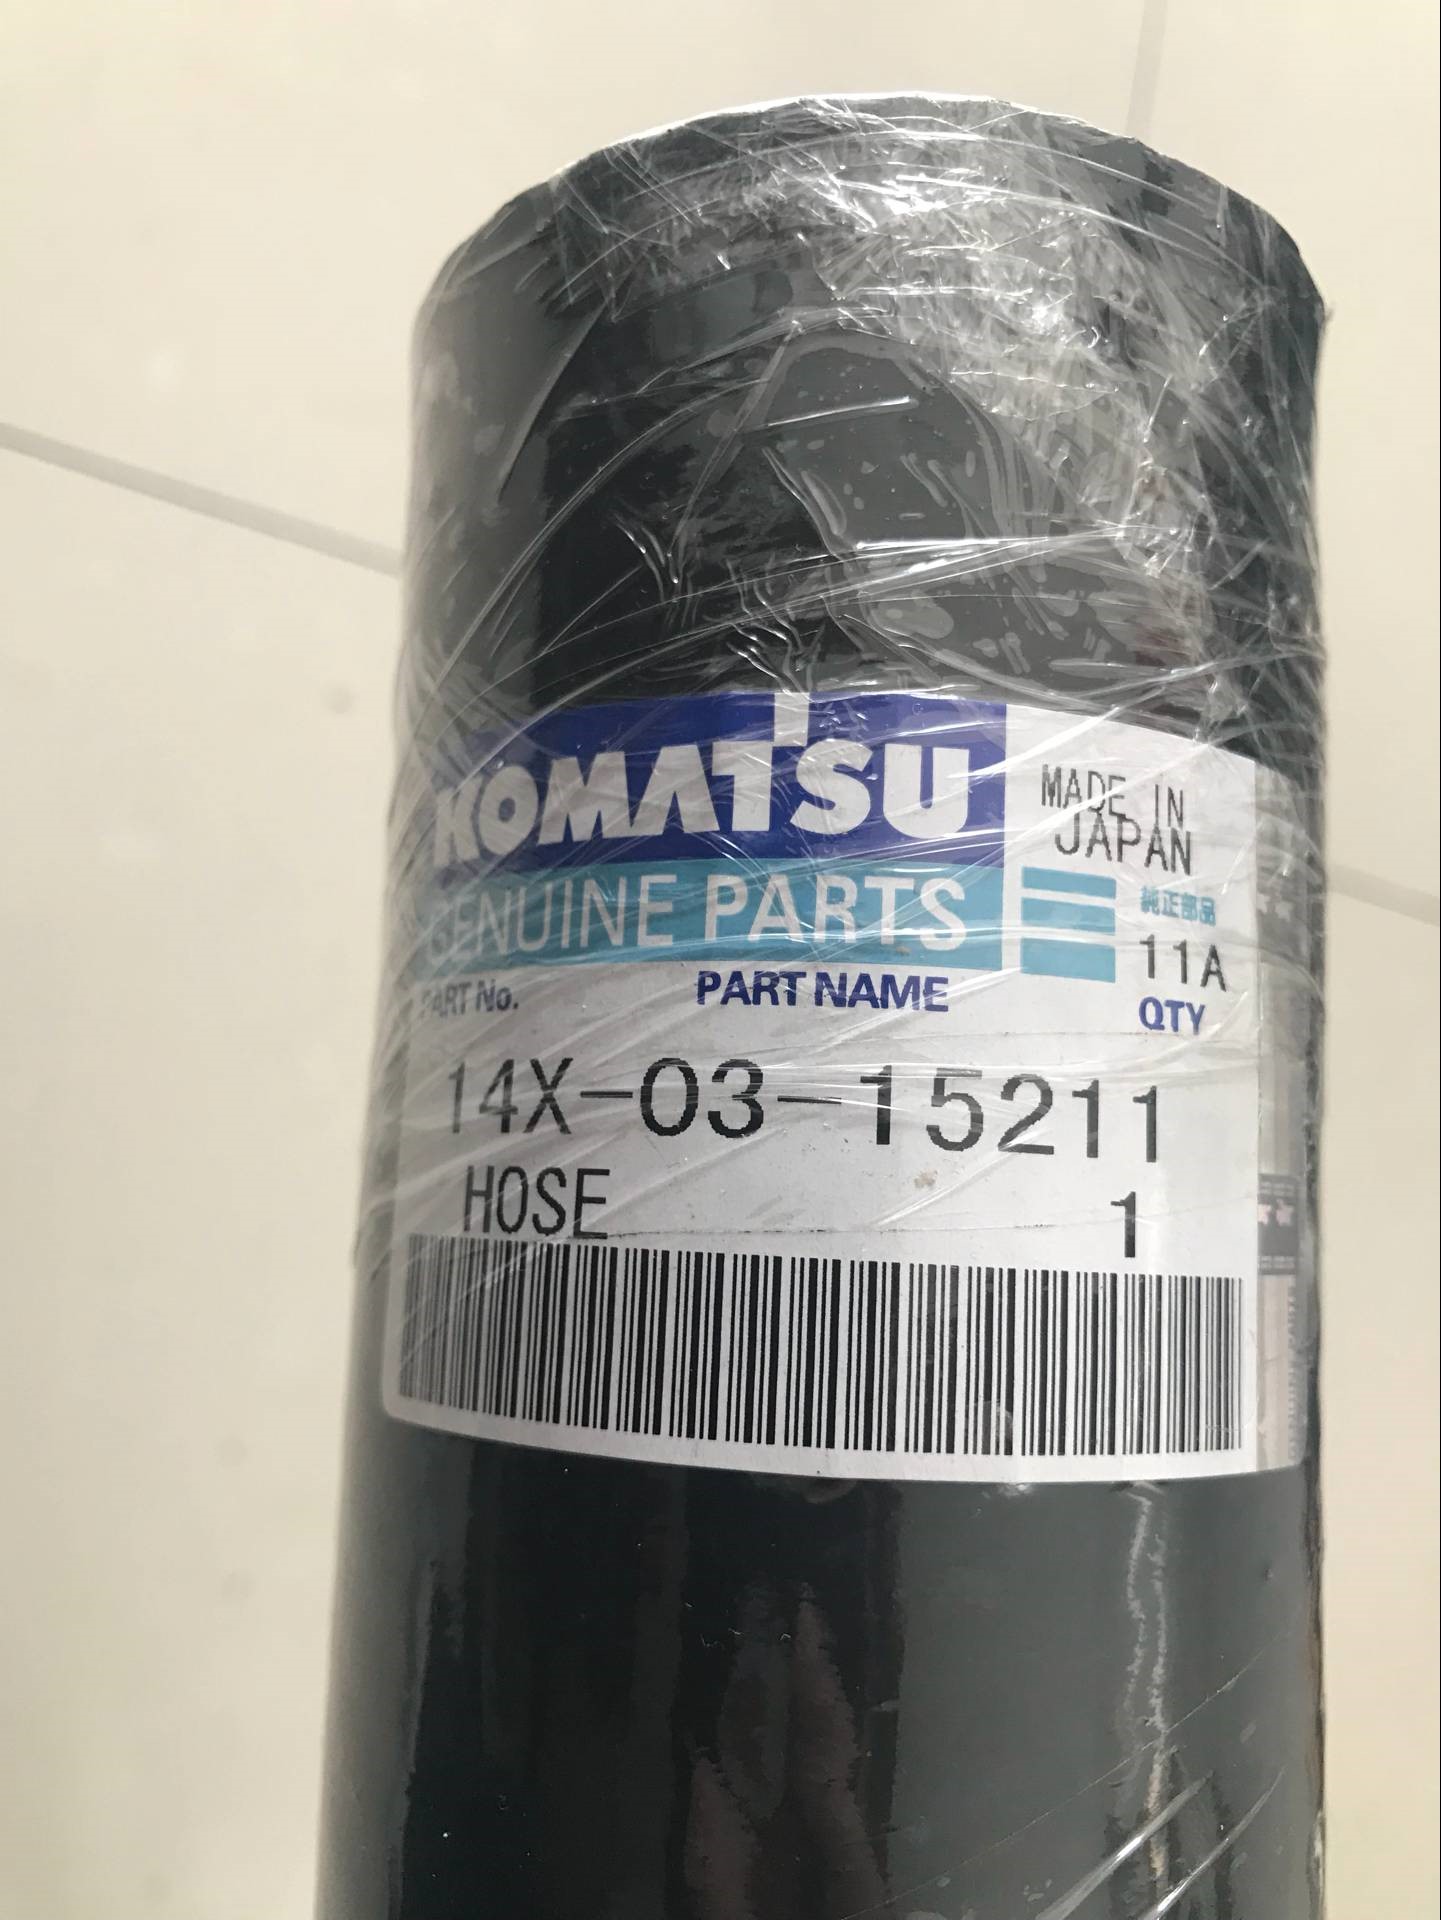 KOMATSU
MADE IN
JAPAN
GENUINE PARTS
純正部品
11A
PART No.
PART NAME
QTY
14X-03-15211
HOSE
1